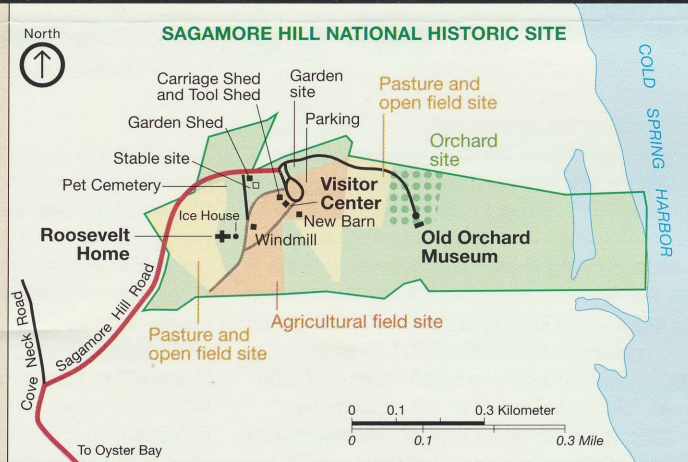 North
SAGAMORE HILL NATIONAL HISTORIC SITE
COLD SPRING HARBOR
Carriage Shed
and Tool Shed
Garden
site
Pasture and
open field site
Garden Shed
Parking
Orchard
site
Stable site
Pet Cemetery
Visitor
Center
Ice House
New Barn
Roosevelt
Home
Windmill
Old Orchard
Museum
Sagamore Hill Road
Cove Neck Road
Pasture and
open field site
Agricultural field site
0 0.1 0.3 Kilometer
0 0.1 0.3 Mile
To Oyster Bay